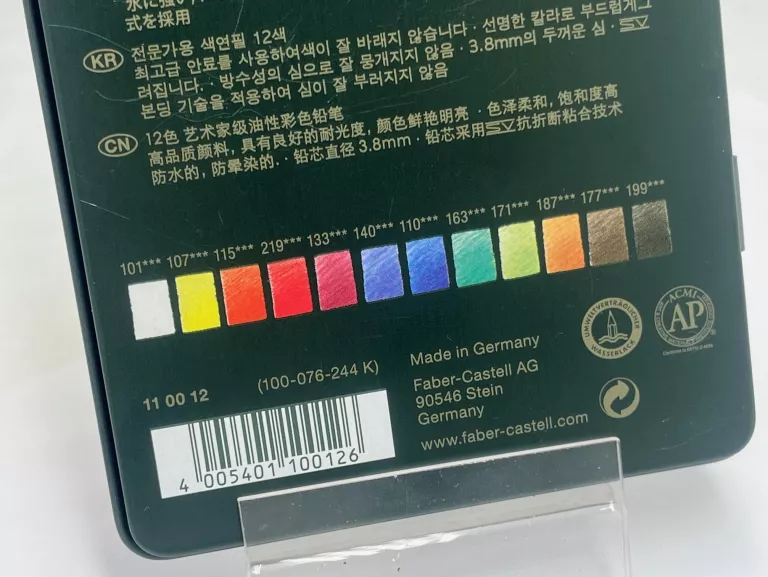 水に強い
式を採用
KR 전문가용 색연필 12색
최고급 안료를 사용하여색이 잘 바래지 않습니다 · 선명한 칼라로 부드럽게그
려집니다. · 방수성의 심으로 잘 뭉개지지 않음 · 3.8mm의 두꺼운 심 · SV
본딩 기술을 적용하여 심이 잘 부러지지 않음
CN 12色 艺术家级油性彩色铅笔
高品质颜料, 具有良好的耐光度, 颜色鲜艳明亮 · 色泽柔和, 饱和度高
防水的, 防晕染的. · 铅芯直径3.8mm · 铅芯采用SV抗折断粘合技术
101*** 107*** 115*** 219*** 133*** 140*** 110*** 163*** 171*** 187*** 177*** 199***
UMWELTVERTRÄGLICHER WASSERLACK
ACMI AP
11 00 12
(100-076-244 K)
4 005401 100126
Made in Germany
Faber-Castell AG
90546 Stein
Germany
www.faber-castell.com